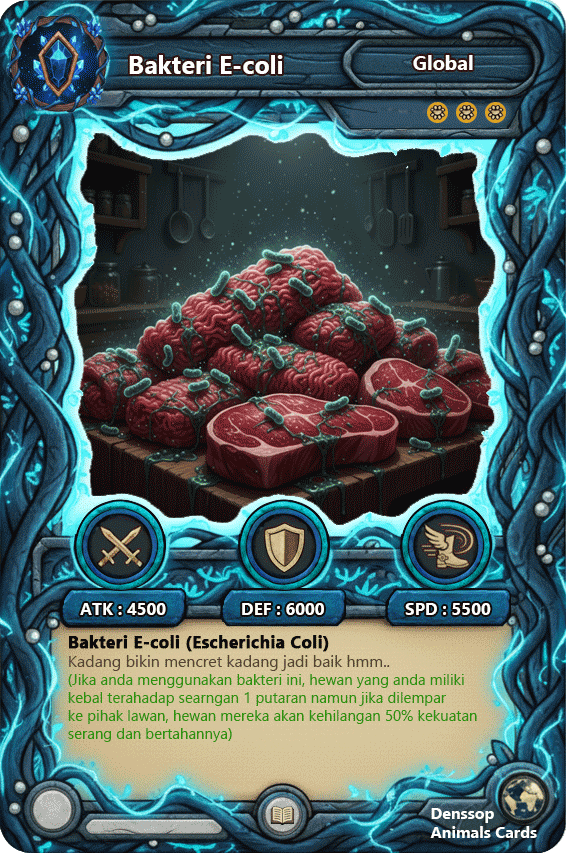 Bakteri E-coli
Global
ATK : 4500
DEF : 6000
SPD : 5500
Bakteri E-coli (Escherichia Coli)
Kadang bikin mencret kadang jadi baik hmm..
(Jika anda menggunakan bakteri ini, hewan yang anda miliki
kebal terahadap searngan 1 putaran namun jika dilempar
ke pihak lawan, hewan mereka akan kehilangan 50% kekuatan
serang dan bertahannya)
Denssop
Animals Cards